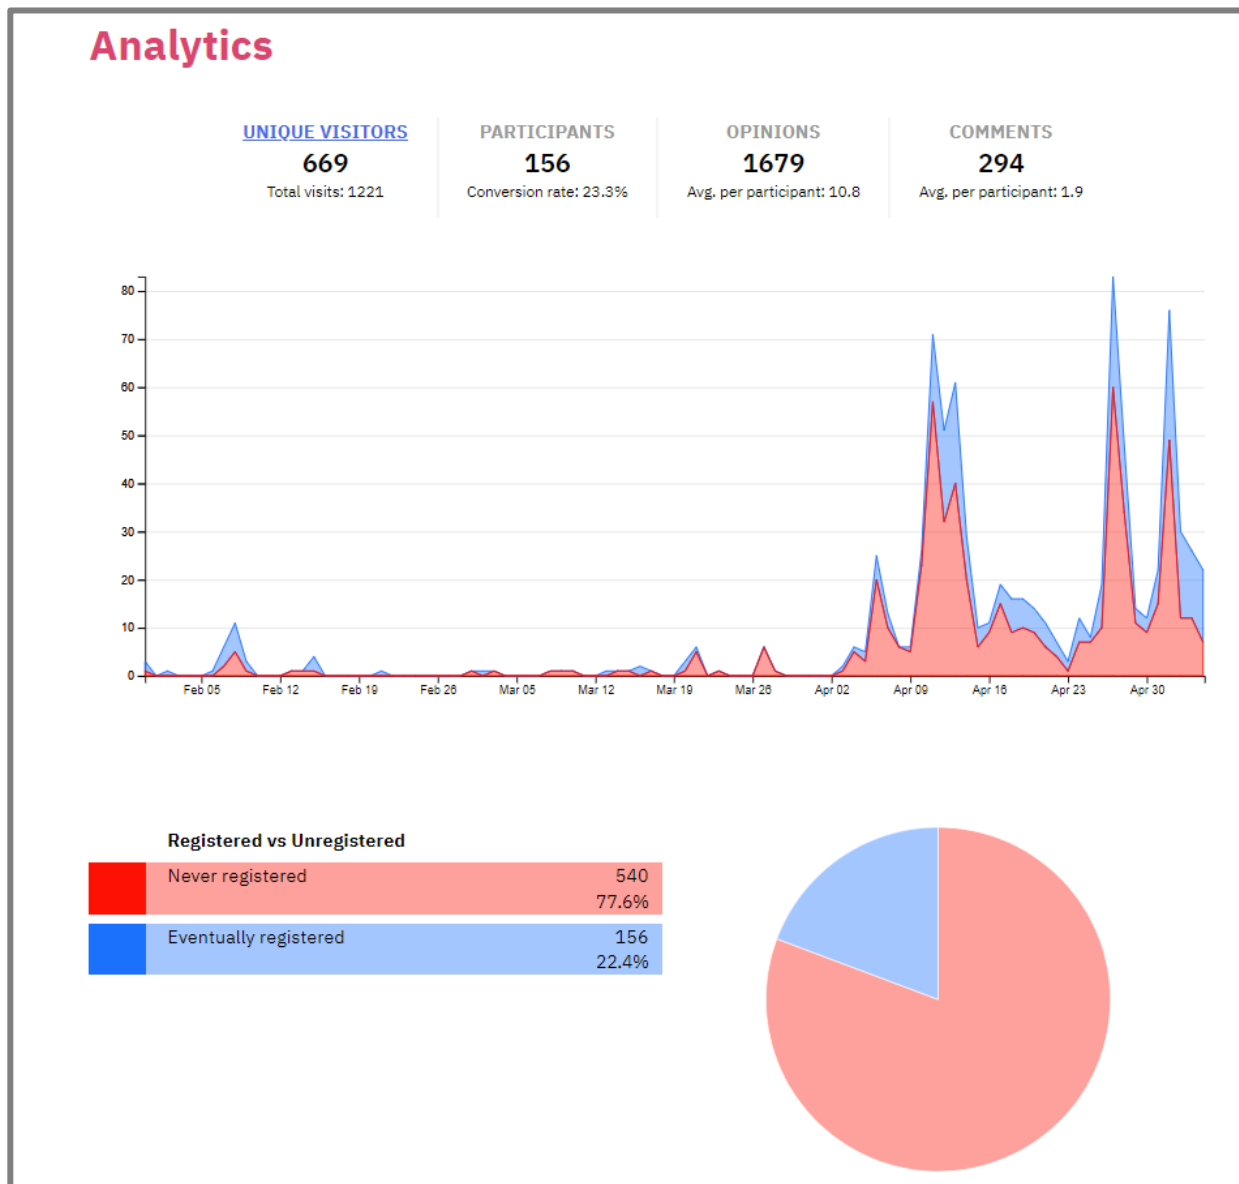 Analytics
UNIQUE VISITORS
669
Total visits: 1221
PARTICIPANTS
156
Conversion rate: 23.3%
OPINIONS
1679
Avg. per participant: 10.8
COMMENTS
294
Avg. per participant: 1.9
80
70
60
50
40
30
20
10
0
Feb 05 Feb 12 Feb 19 Feb 26 Mar 05 Mar 12 Mar 19 Mar 26 Apr 02 Apr 09 Apr 16 Apr 23 Apr 30
Registered vs Unregistered
Never registered 540
77.6%
Eventually registered 156
22.4%